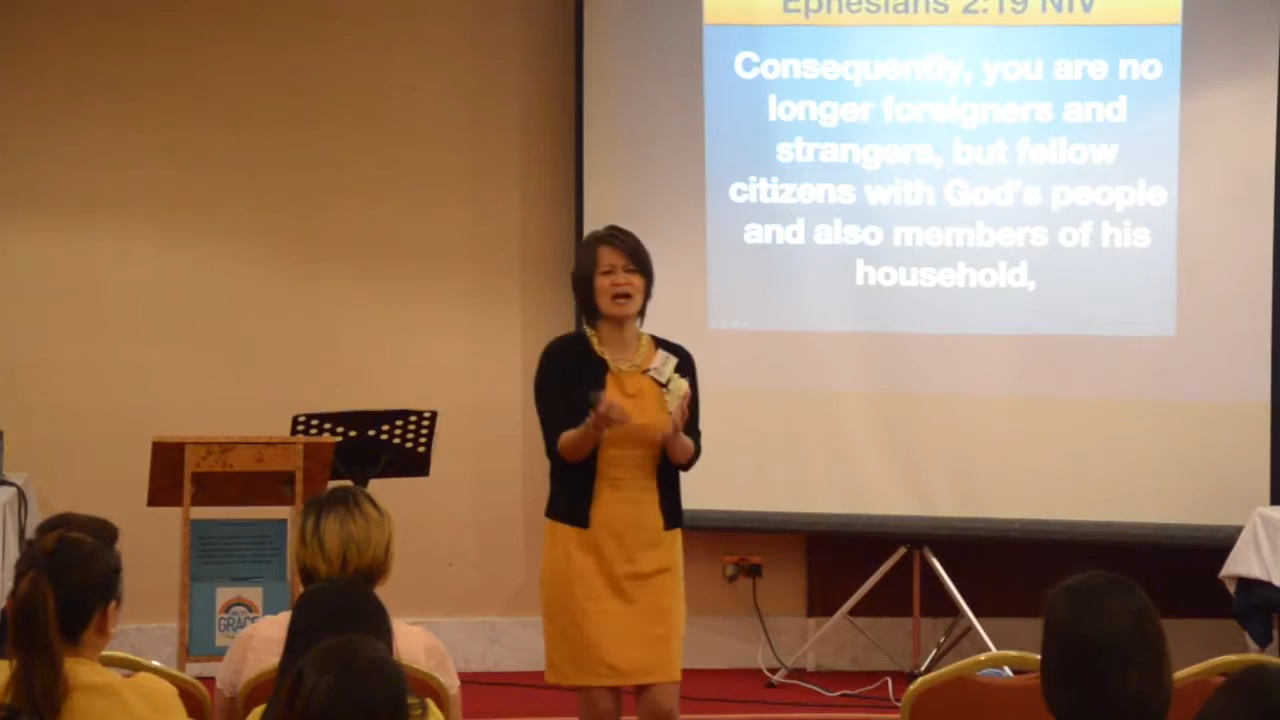 Ephesians 2:19 NIV
Consequently, you are no
longer foreigners and
strangers, but fellow
citizens with God's people
and also members of his
household,
GRACE